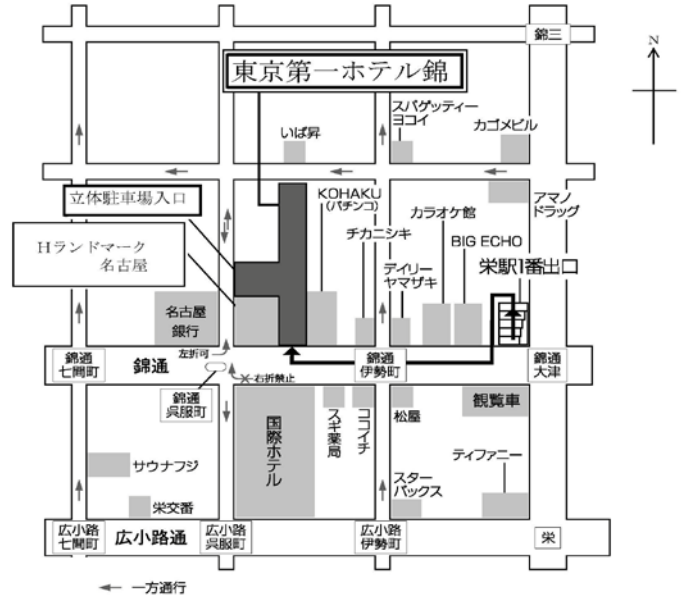 錦三
N
東京第一ホテル錦
スパゲッティー
ヨコイ
いば昇
カゴメビル
立体駐車場入口
KOHAKU
(パチンコ)
アマノ
ドラッグ
カラオケ館
チカニシキ
BIG ECHO
Hランドマーク
名古屋
デイリー
ヤマザキ
栄駅1番出口
名古屋
銀行
左折可
錦通
七間町
錦通
錦通
伊勢町
錦通
大津
右折禁止
錦通
呉服町
国際ホテル
スギ薬局
ココイチ
松屋
観覧車
サウナフジ
ティファニー
スター
バックス
栄交番
広小路
七間町
広小路通
広小路
呉服町
広小路
伊勢町
栄
一方通行